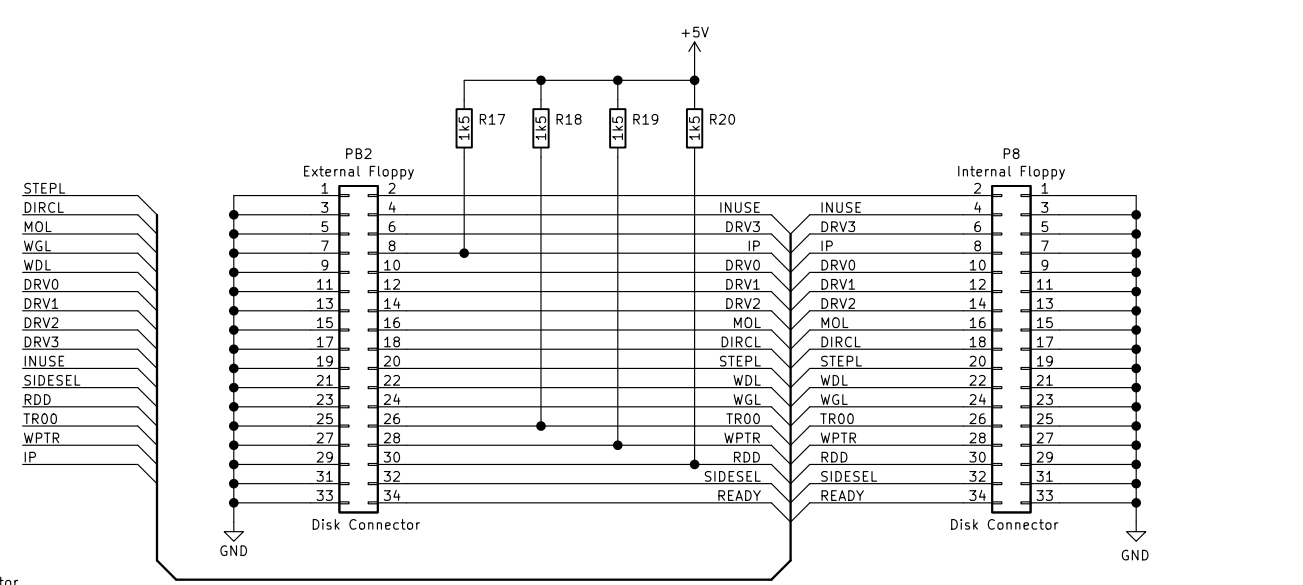 +5V
1k5 R17 1k5 R18 1k5 R19 1k5 R20
PB2 P8
External Floppy Internal Floppy
STEPL 1 2 2 1
DIRCL 3 4 INUSE INUSE 4 3
MOL 5 6 DRV3 DRV3 6 5
WGL 7 8 IP IP 8 7
WDL 9 10 DRV0 DRV0 10 9
DRV0 11 12 DRV1 DRV1 12 11
DRV1 13 14 DRV2 DRV2 14 13
DRV2 15 16 MOL MOL 16 15
DRV3 17 18 DIRCL DIRCL 18 17
INUSE 19 20 STEPL STEPL 20 19
SIDESEL 21 22 WDL WDL 22 21
RDD 23 24 WGL WGL 24 23
TR00 25 26 TR00 TR00 26 25
WPTR 27 28 WPTR WPTR 28 27
IP 29 30 RDD RDD 30 29
31 32 SIDESEL SIDESEL 32 31
33 34 READY READY 34 33
Disk Connector Disk Connector
GND GND